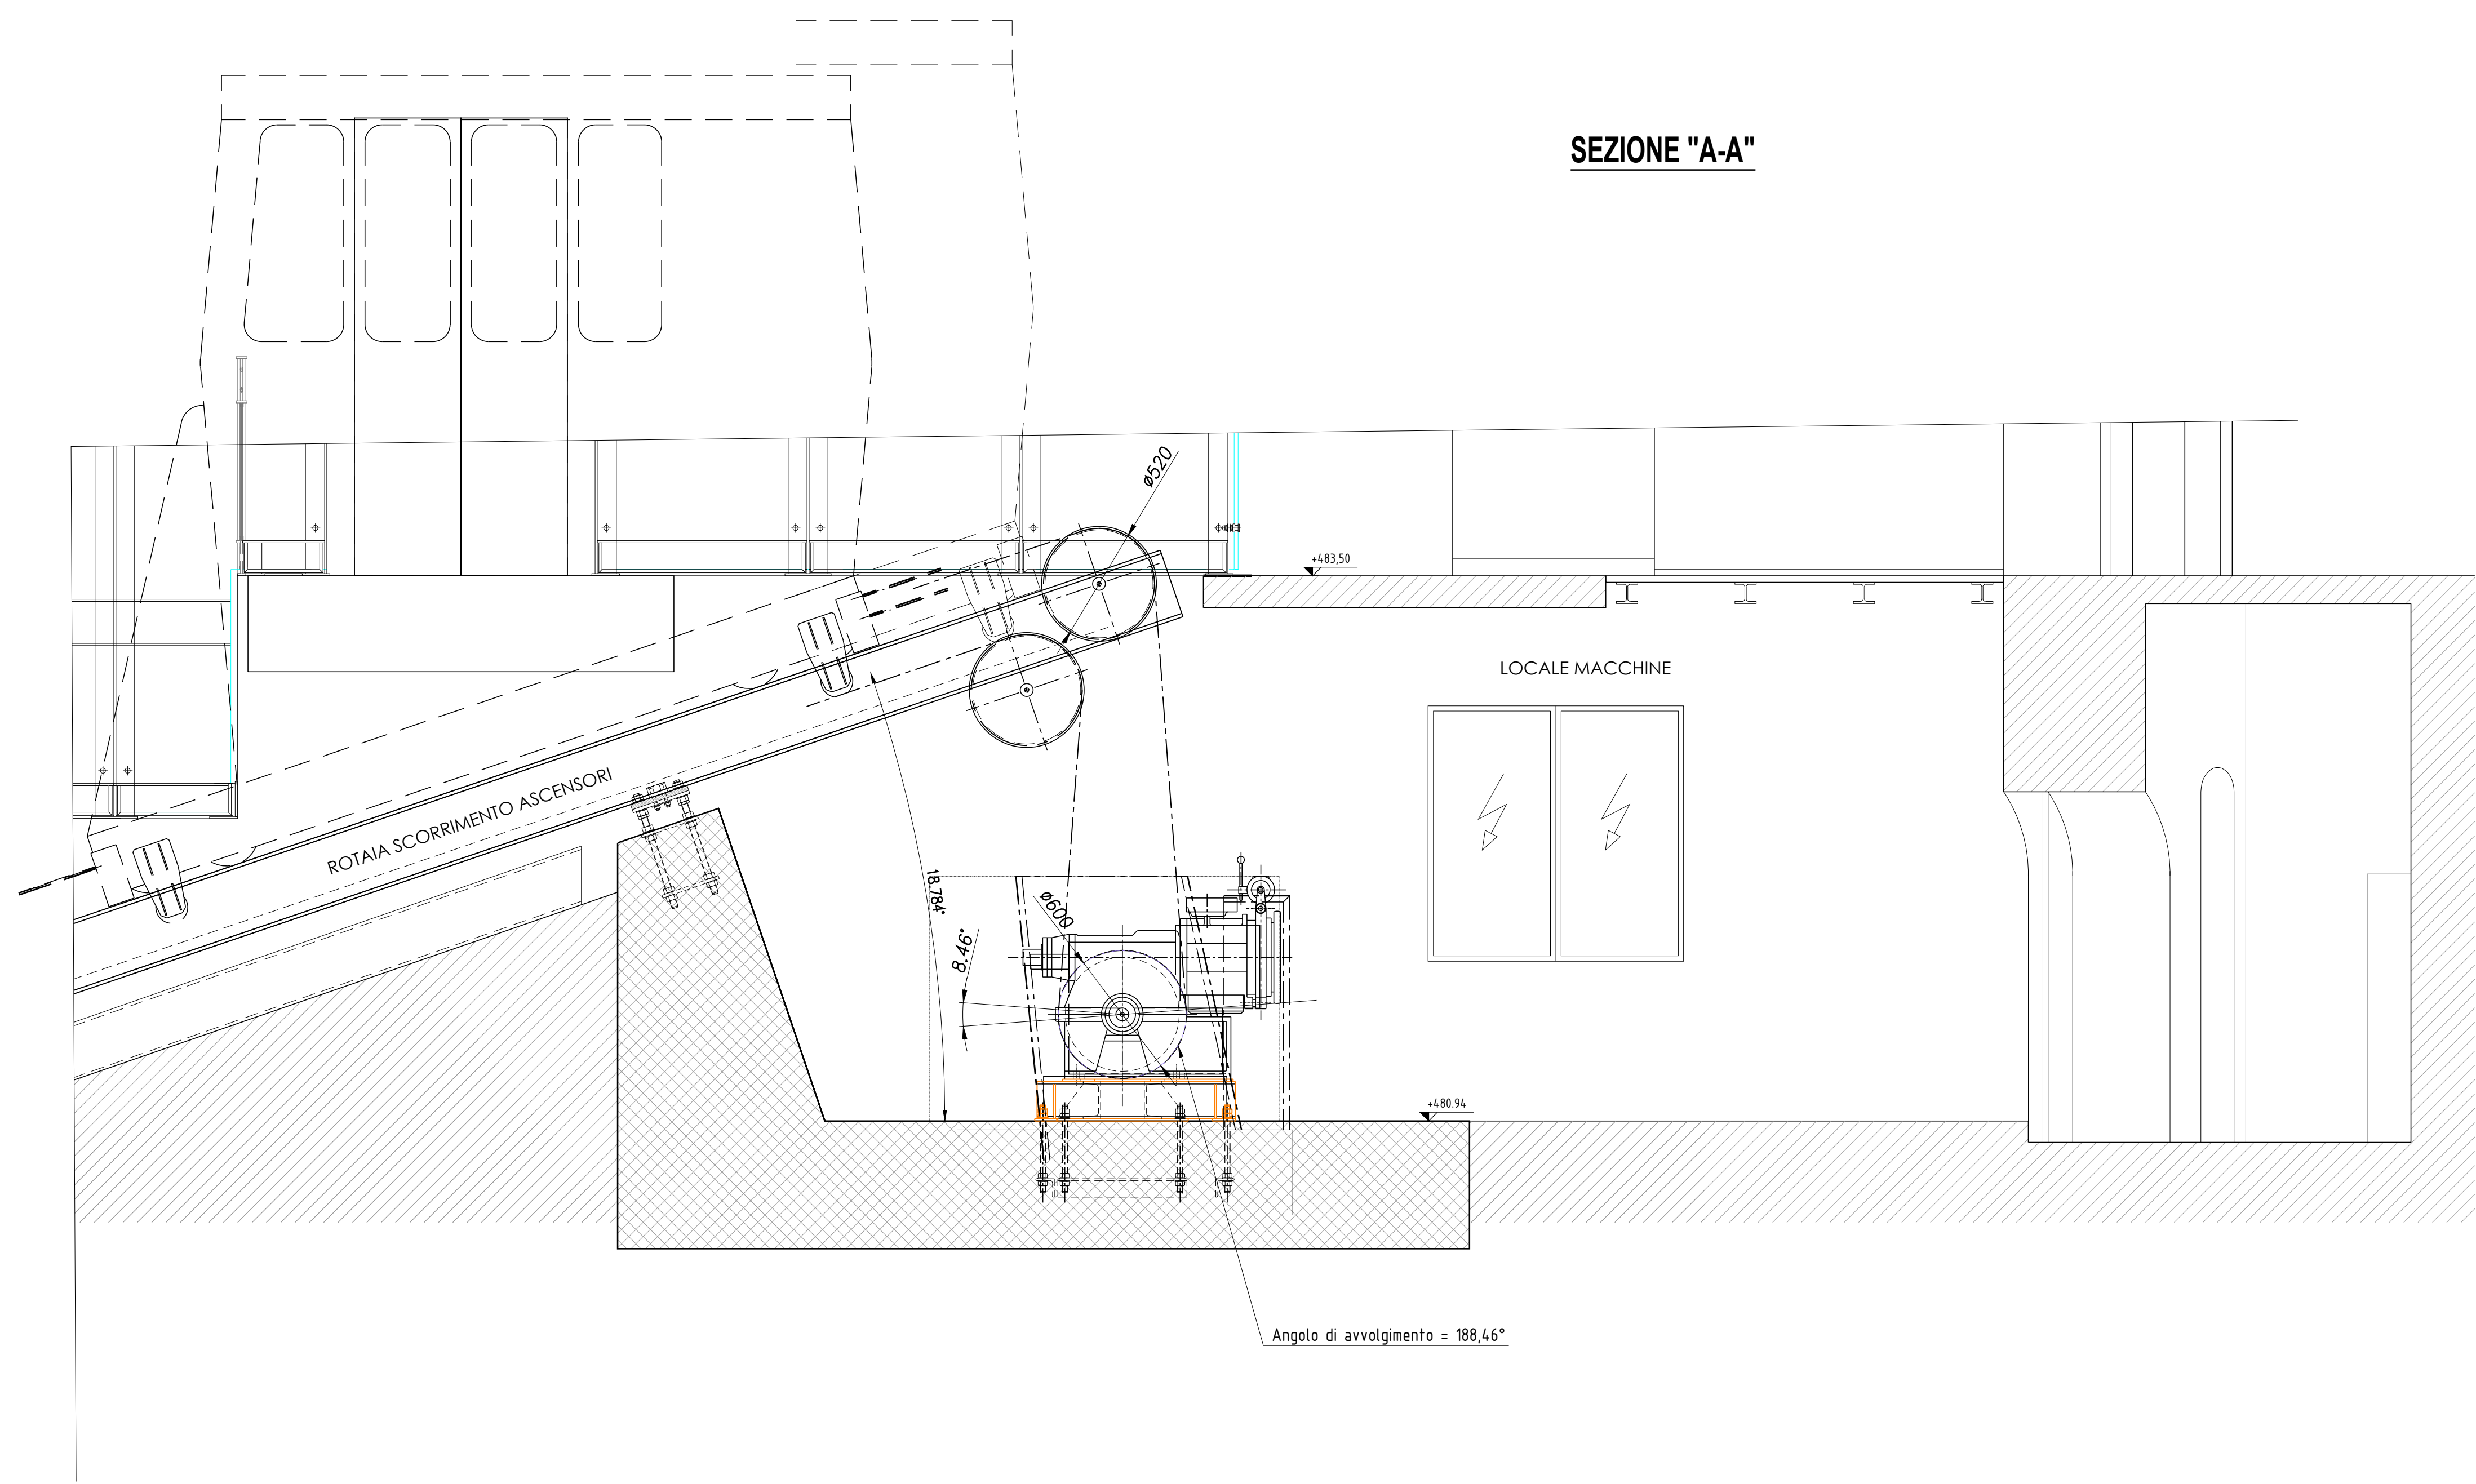 SEZIONE "A-A"
ø520
+483,50
LOCALE MACCHINE
ROTAIA SCORRIMENTO ASCENSORI
18.784°
ø600
8.46°
+480.94
Angolo di avvolgimento = 188,46°